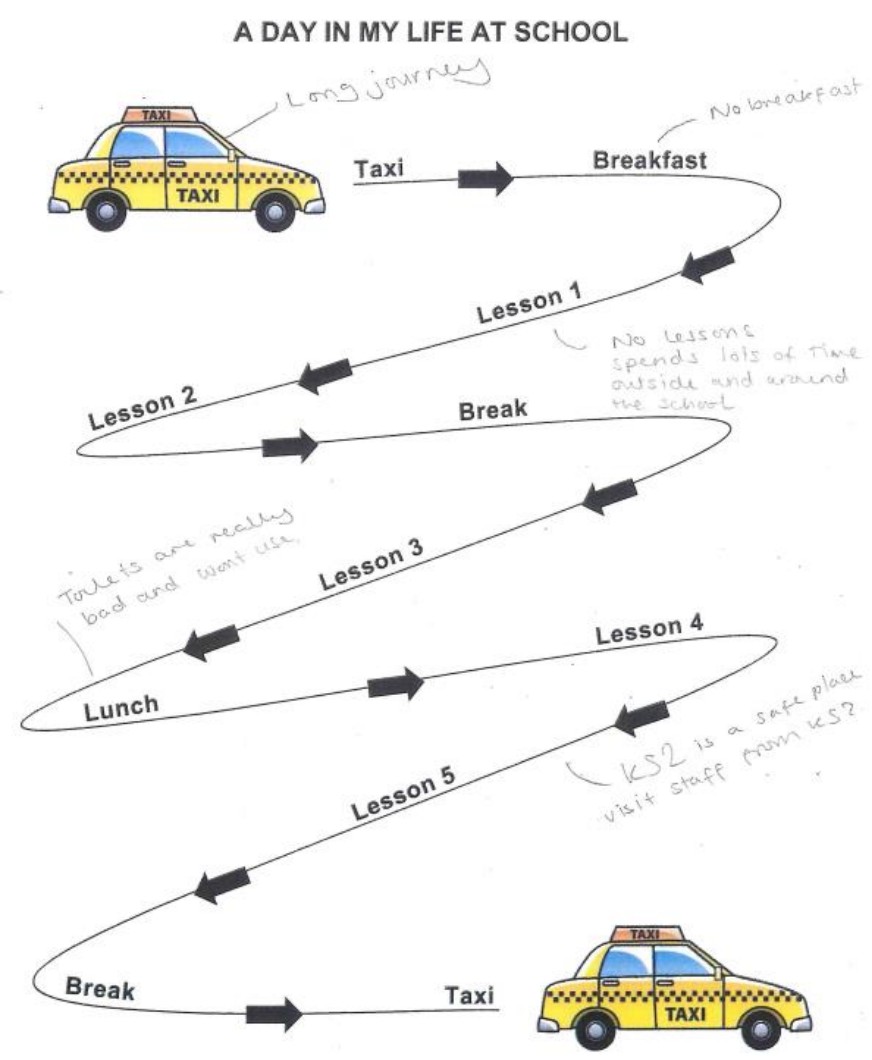 A DAY IN MY LIFE AT SCHOOL
Long journey
No breakfast
TAXI
TAXI
Taxi
Breakfast
Lesson 1
No Lessons
spends lots of time
outside and around
the school
Lesson 2
Break
Toilets are really
bad and wont use,
Lesson 3
Lesson 4
Lunch
KS2 is a safe place
visit staff from KS2
Lesson 5
Break
Taxi
TAXI
TAXI